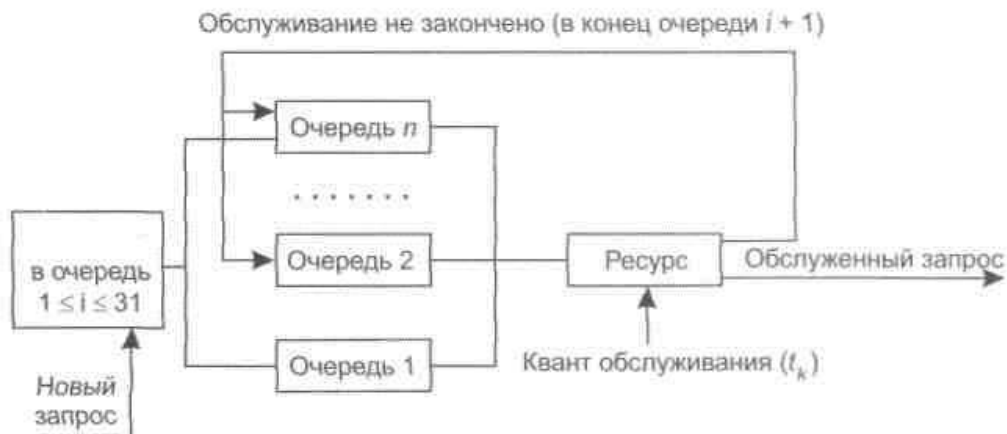 Обслуживание не закончено (в конец очереди i + 1)
Очередь n
. . . . . . .
в очередь
1 ≤ i ≤ 31
Очередь 2
Ресурс
Обслуженный запрос
Очередь 1
Квант обслуживания (tk)
Новый
запрос